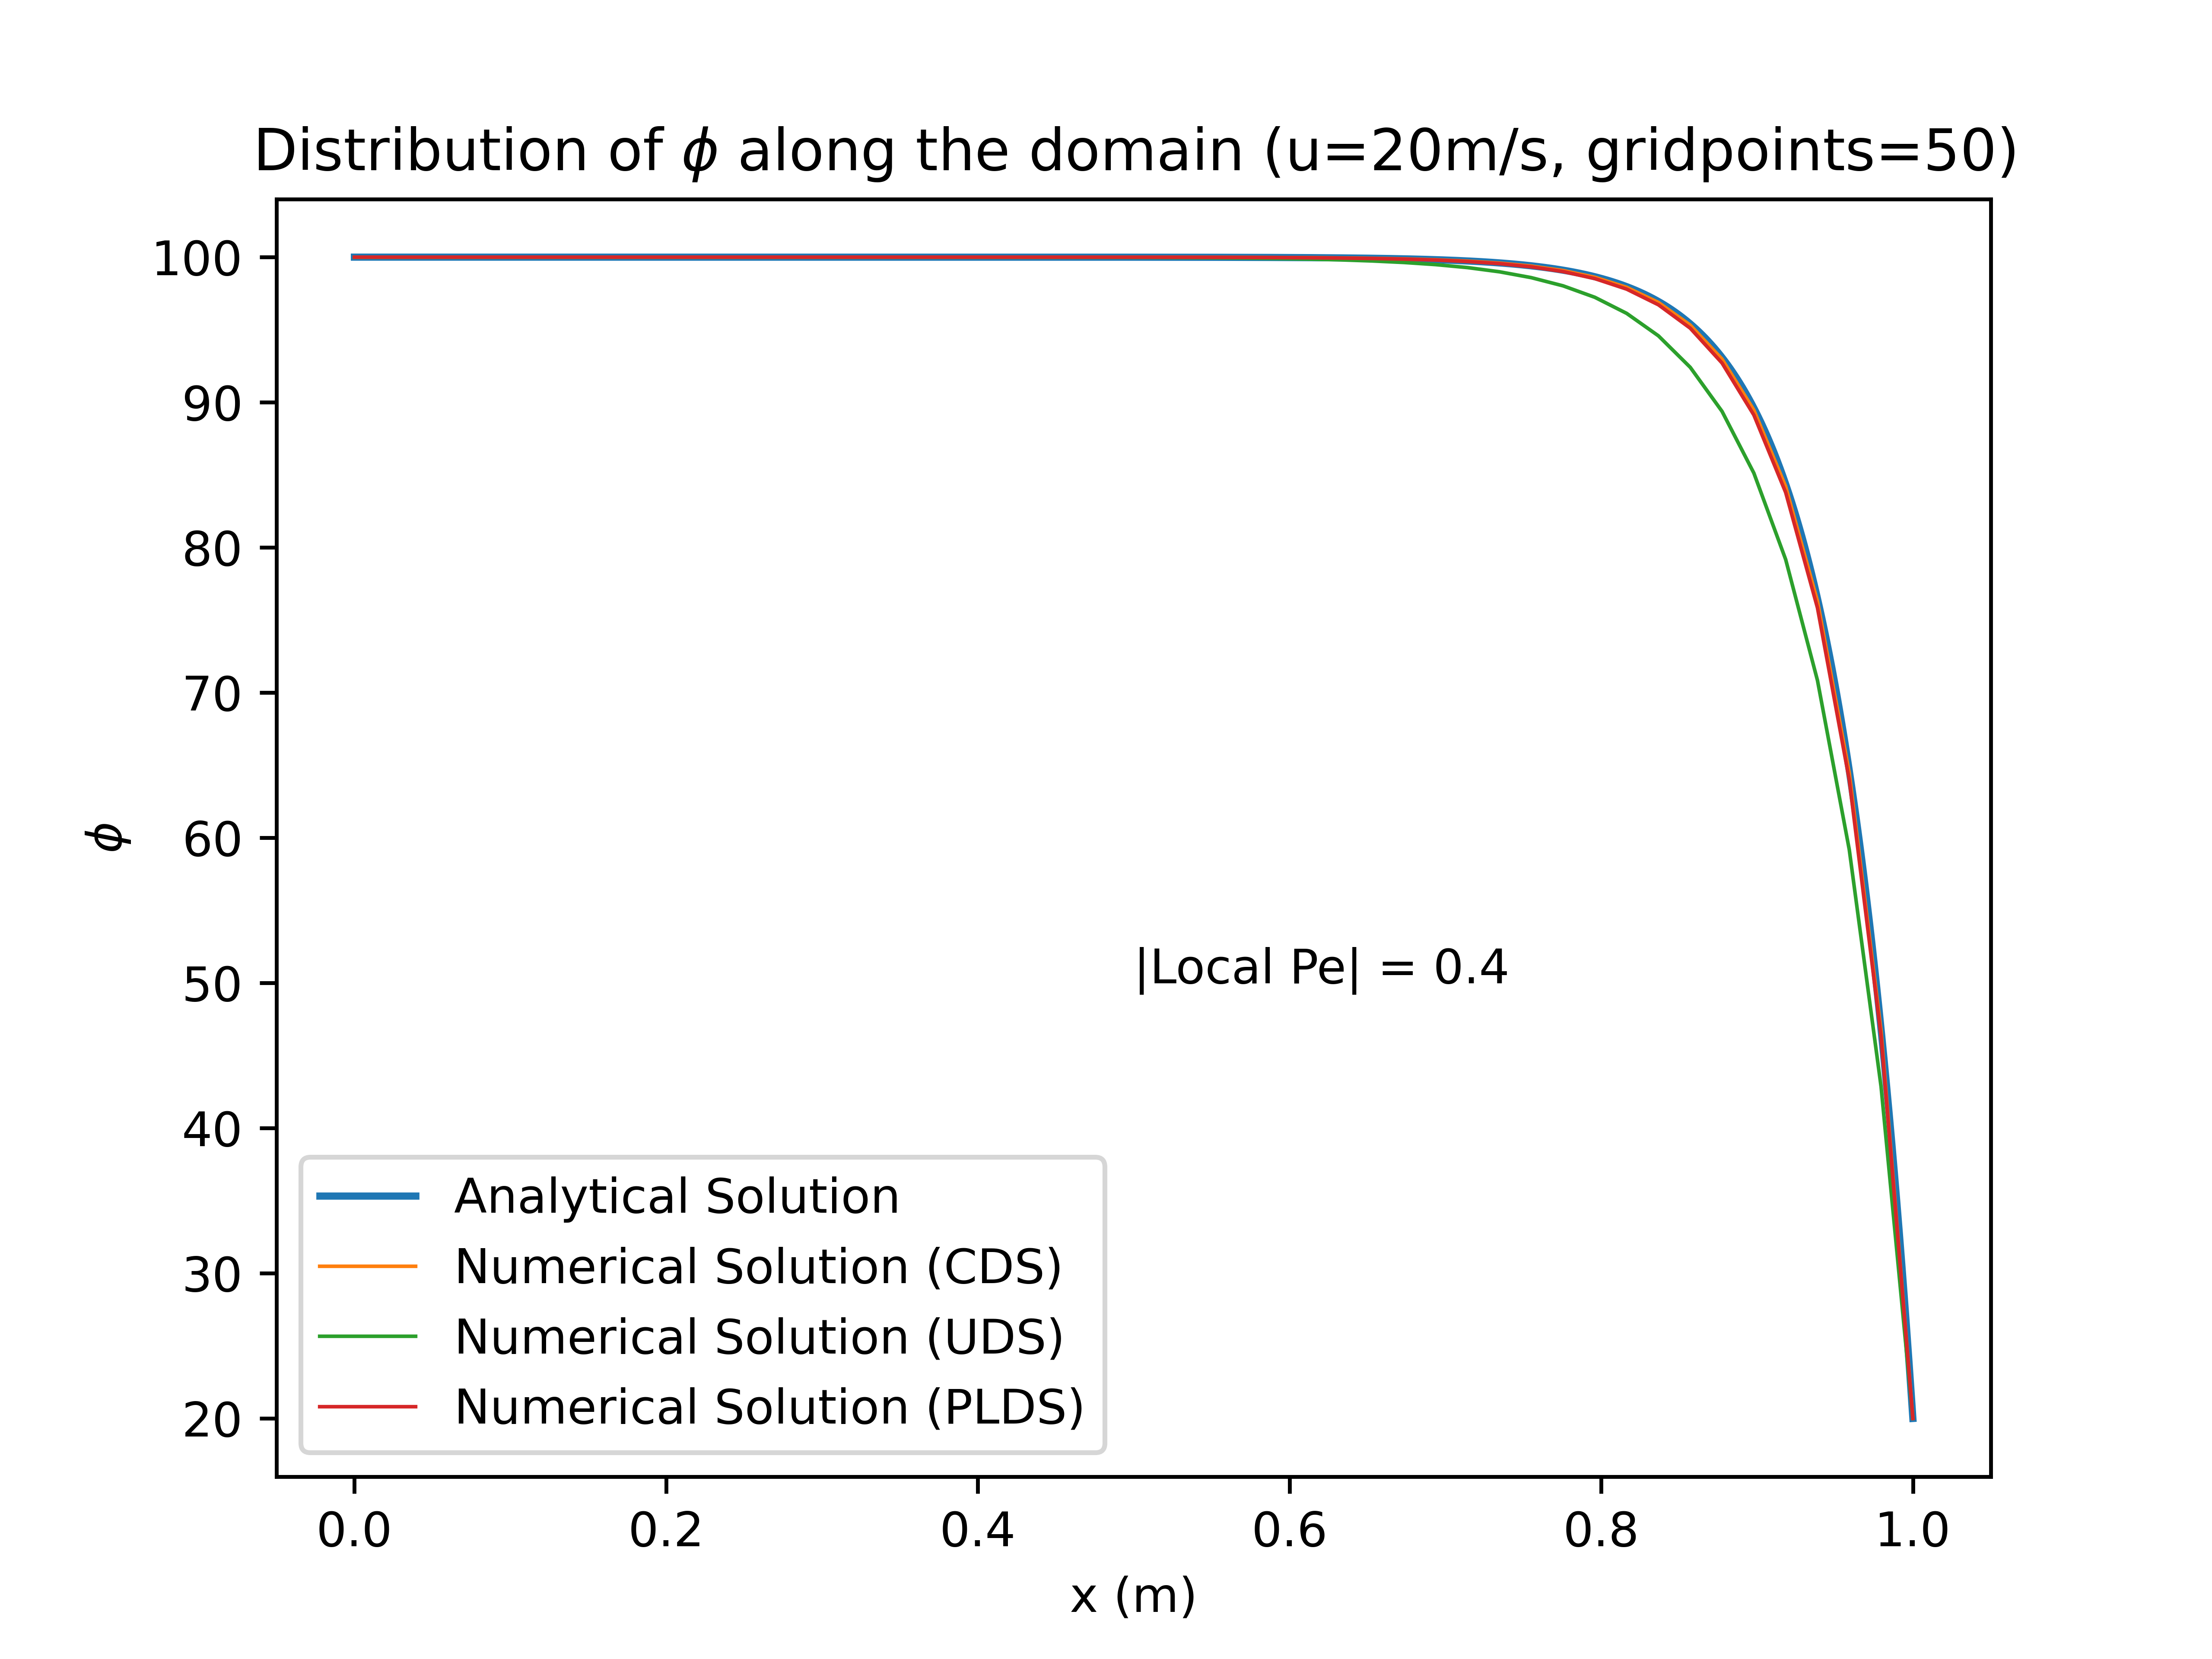 Distribution of ϕ along the domain (u=20m/s, gridpoints=50)
100
90
80
70
60
50
40
30
20
ϕ
|Local Pe| = 0.4
Analytical Solution
Numerical Solution (CDS)
Numerical Solution (UDS)
Numerical Solution (PLDS)
0.0 0.2 0.4 0.6 0.8 1.0
x (m)